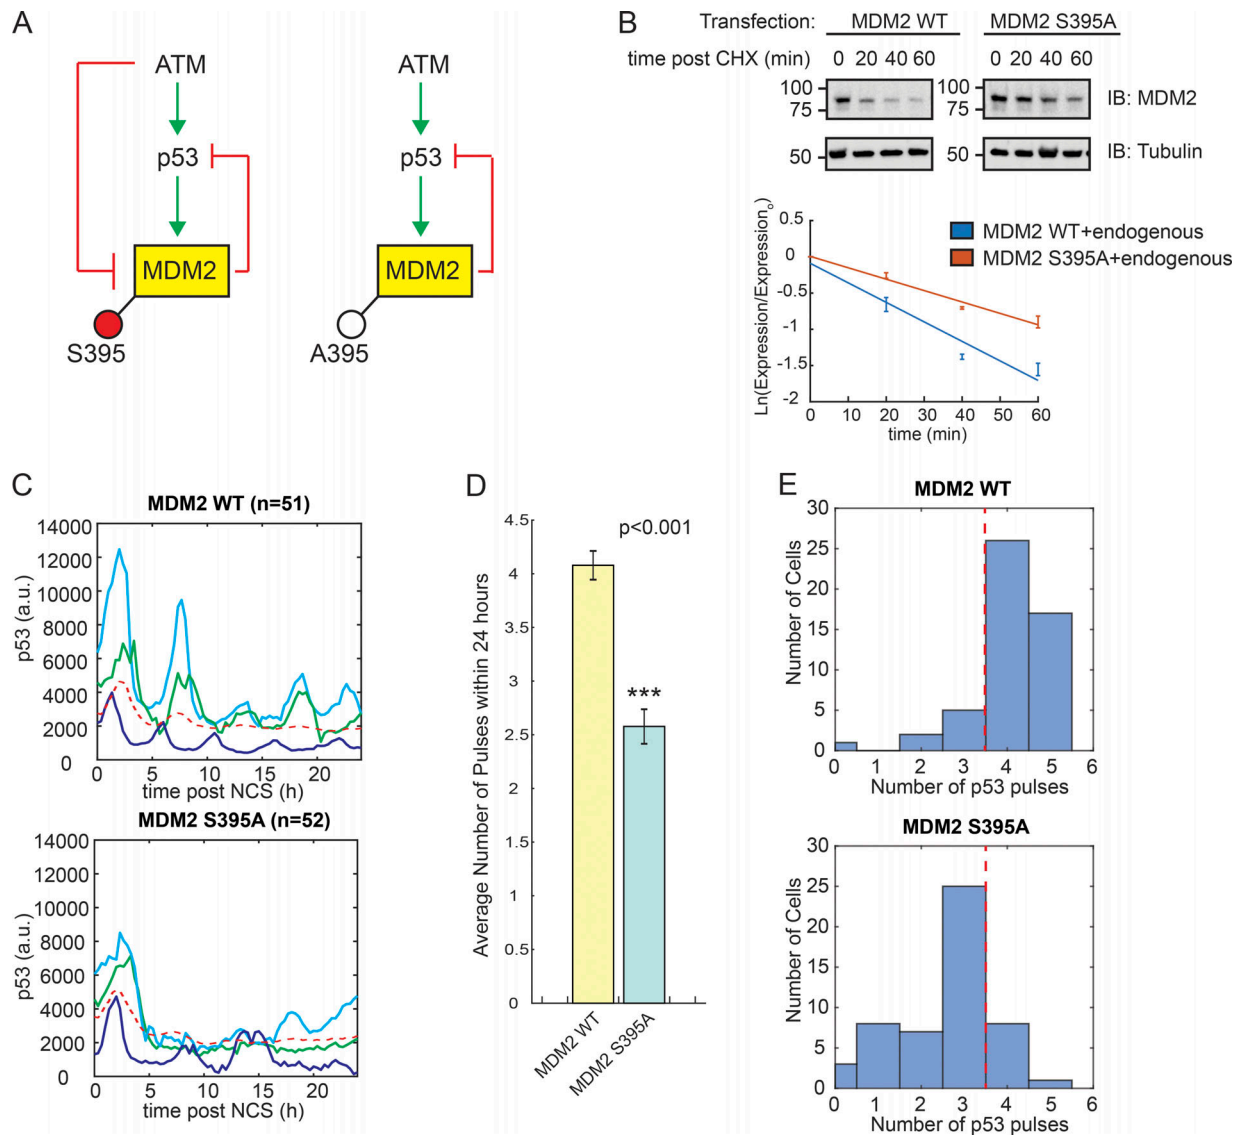 A
ATM
p53
MDM2
S395
ATM
p53
MDM2
A395
B
Transfection: MDM2 WT MDM2 S395A
time post CHX (min) 0 20 40 60 0 20 40 60
100
75
100
75
IB: MDM2
50
50
IB: Tubulin
Ln(Expression/Expression₀)
0.5
0
-0.5
-1
-1.5
-2
0 10 20 30 40 50 60
time (min)
MDM2 WT+endogenous
MDM2 S395A+endogenous
C
MDM2 WT (n=51)
p53 (a.u.)
14000
12000
10000
8000
6000
4000
2000
0
0 5 10 15 20
time post NCS (h)
MDM2 S395A (n=52)
p53 (a.u.)
14000
12000
10000
8000
6000
4000
2000
0
0 5 10 15 20
time post NCS (h)
D
Average Number of Pulses within 24 hours
4.5
4
3.5
3
2.5
2
1.5
1
0.5
0
p<0.001
***
MDM2 WT
MDM2 S395A
E
MDM2 WT
Number of Cells
30
25
20
15
10
5
0
0 1 2 3 4 5 6
Number of p53 pulses
MDM2 S395A
Number of Cells
30
25
20
15
10
5
0
0 1 2 3 4 5 6
Number of p53 pulses